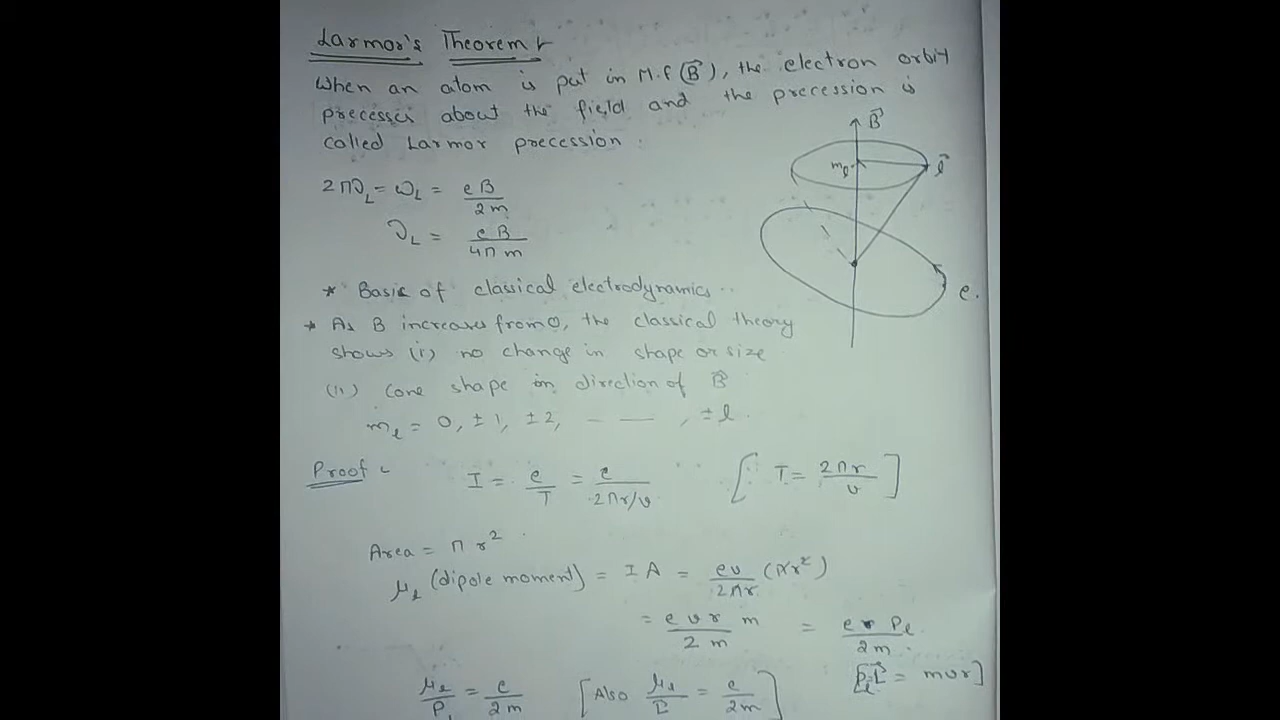 Larmor's Theorem
When an atom is put in M.f (B⃗), the electron orbit
precesses about the field and the precession is
called Larmor precession.
B⃗
m_l
l⃗
2πν_L = ω_L = eB/2m
ν_L = eB/4πm
e.
* Basis of classical electrodynamics..
* As B increases from 0, the classical theory
shows (i) no change in shape or size
(ii) cone shape in direction of B⃗
m_l = 0, ±1, ±2, - —, ±l.
Proof
I = e/T = e/2πr/v [T = 2πr/v]
Area = πr²
μ_l (dipole moment) = IA = ev/2πr (πr²)
= evr/2m m = e P_l/2m.
[P_l L⃗ = mvr]
μ_l/P_l = e/2m [Also μ_l/L⃗ = e/2m]